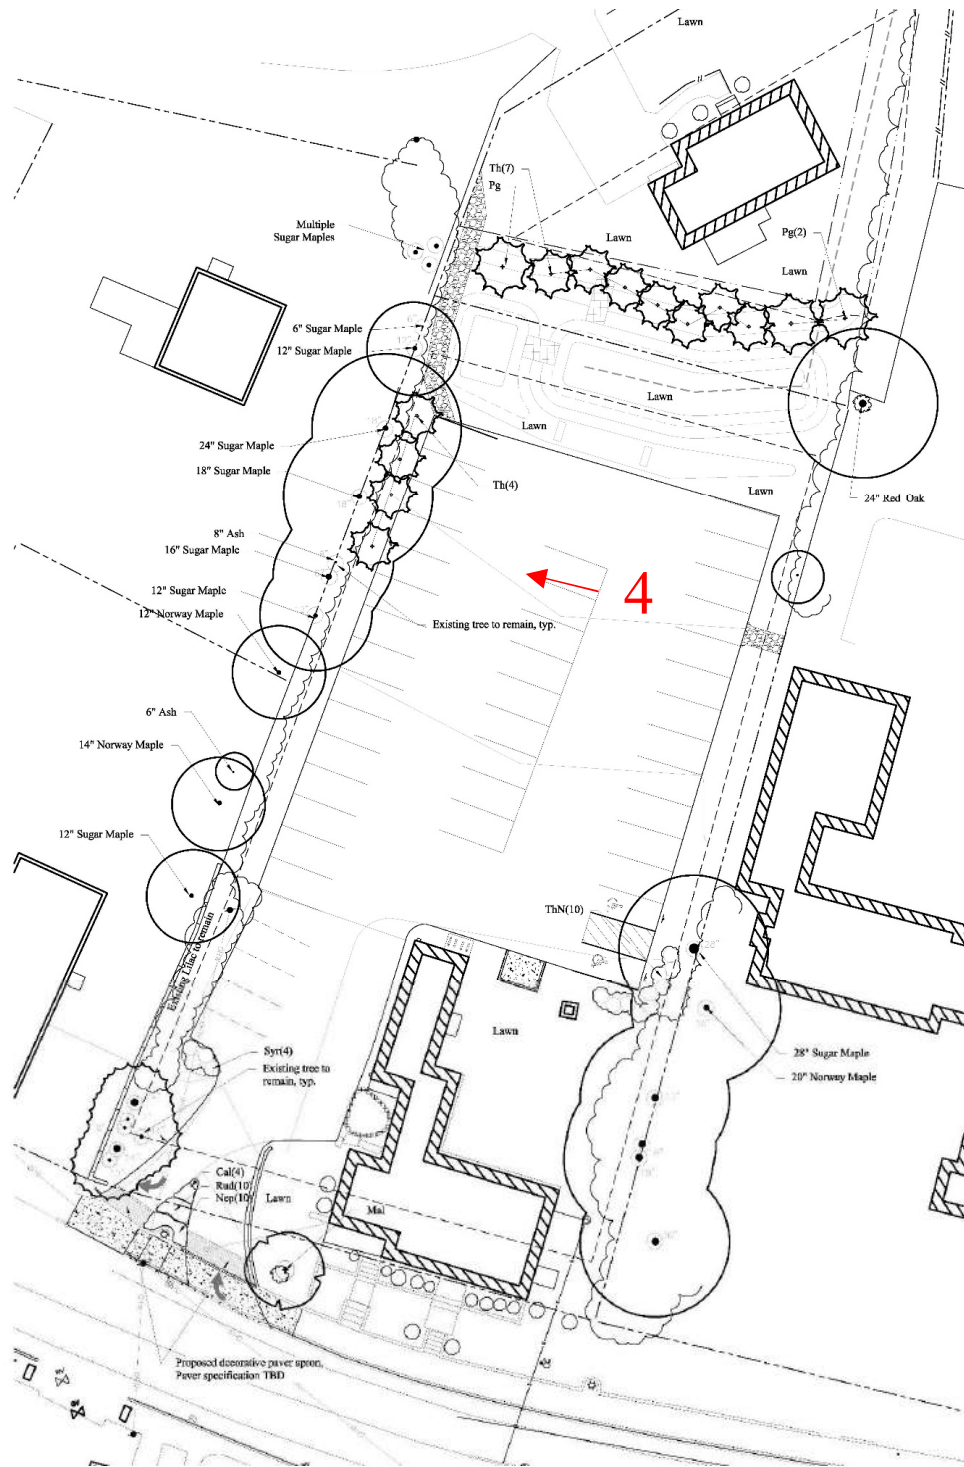 Lawn
Th(7)
Pg
Multiple
Sugar Maples
Lawn
Pg(2)
Lawn
6" Sugar Maple
12" Sugar Maple
Lawn
Lawn
24" Sugar Maple
18" Sugar Maple
Th(4)
Lawn
24" Red Oak
8" Ash
16" Sugar Maple
4
12" Sugar Maple
12" Norway Maple
Existing tree to remain, typ.
6" Ash
14" Norway Maple
12" Sugar Maple
ThN(10)
Existing Lilac to remain
Lawn
Syr(4)
Existing tree to
remain, typ.
28" Sugar Maple
20" Norway Maple
Cal(4)
Rud(10)
Nep(10)
Lawn
Mal
Proposed decorative paver apron,
Paver specification TBD